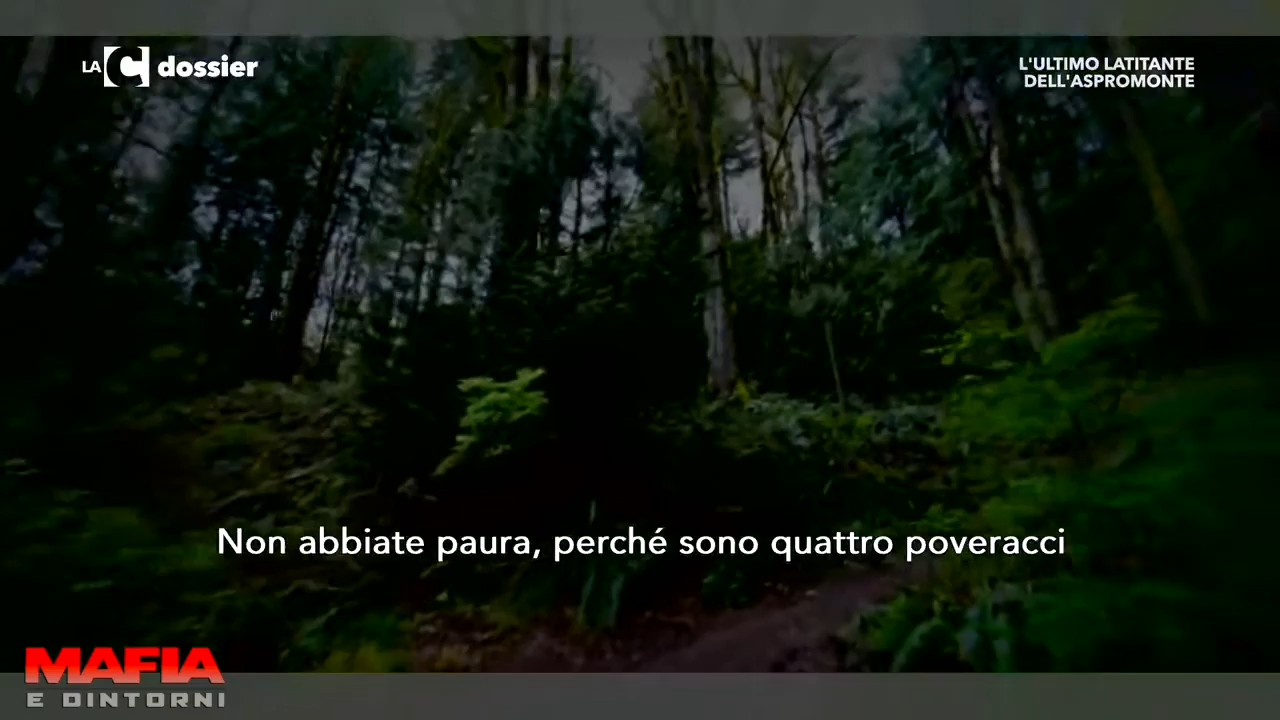 LA C dossier
L'ULTIMO LATITANTE
DELL'ASPROMONTE
Non abbiate paura, perché sono quattro poveracci
MAFIA
E DINTORNI